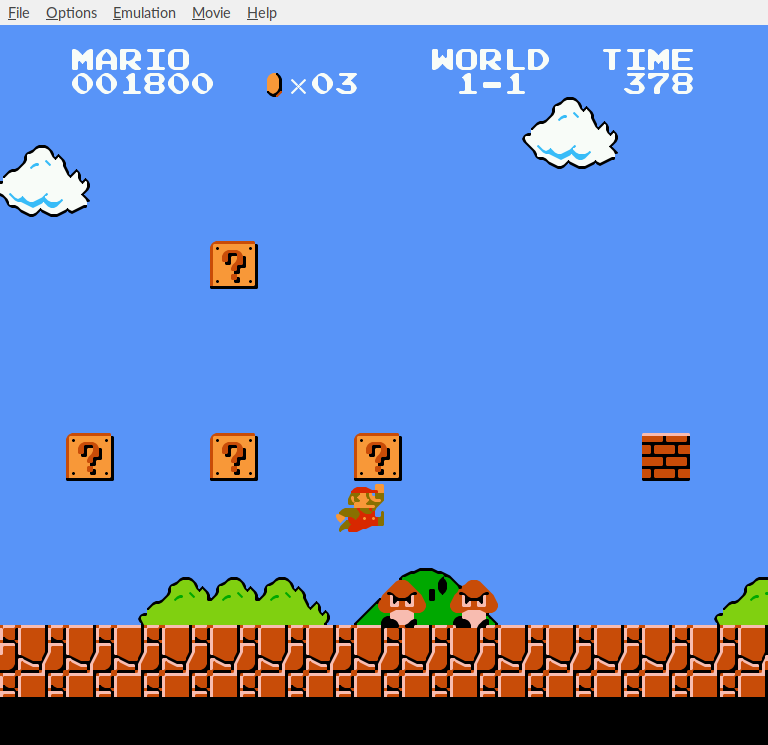 File Options Emulation Movie Help
MARIO WORLD TIME
001800 ×03 1-1 378
?
? ? ?